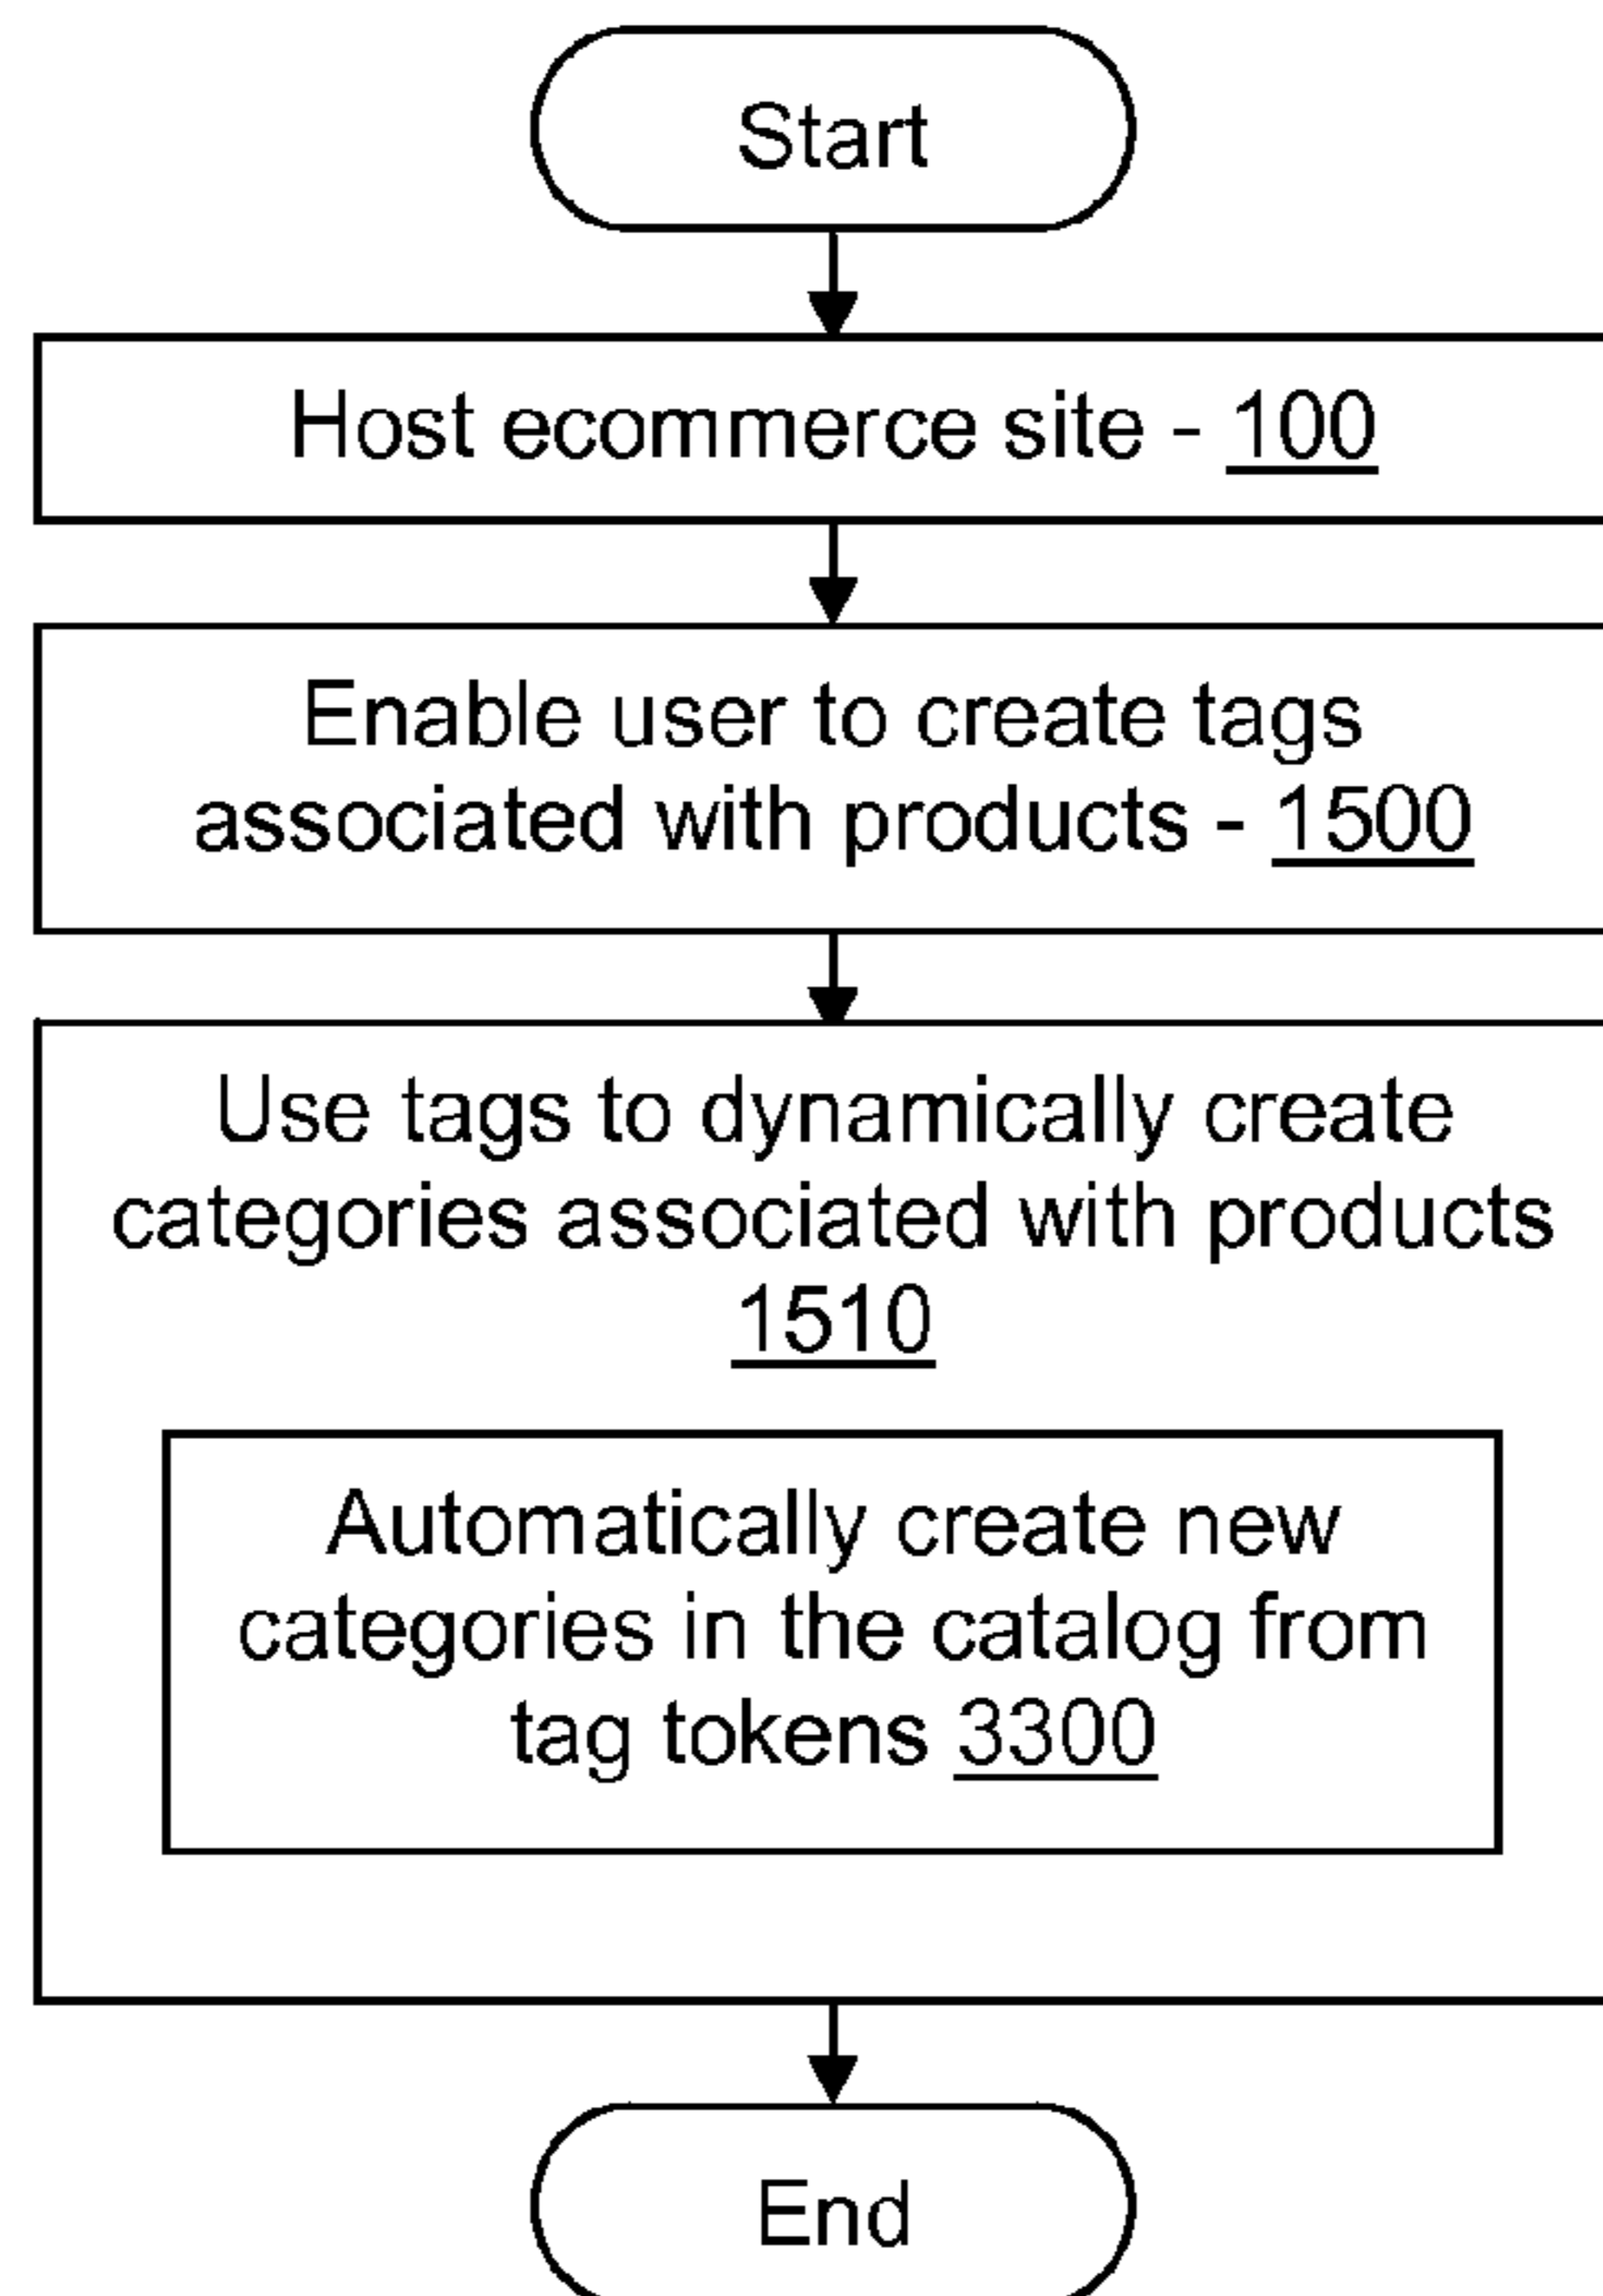 Start
Host ecommerce site - 100
Enable user to create tags
associated with products - 1500
Use tags to dynamically create
categories associated with products
1510
Automatically create new
categories in the catalog from
tag tokens 3300
End